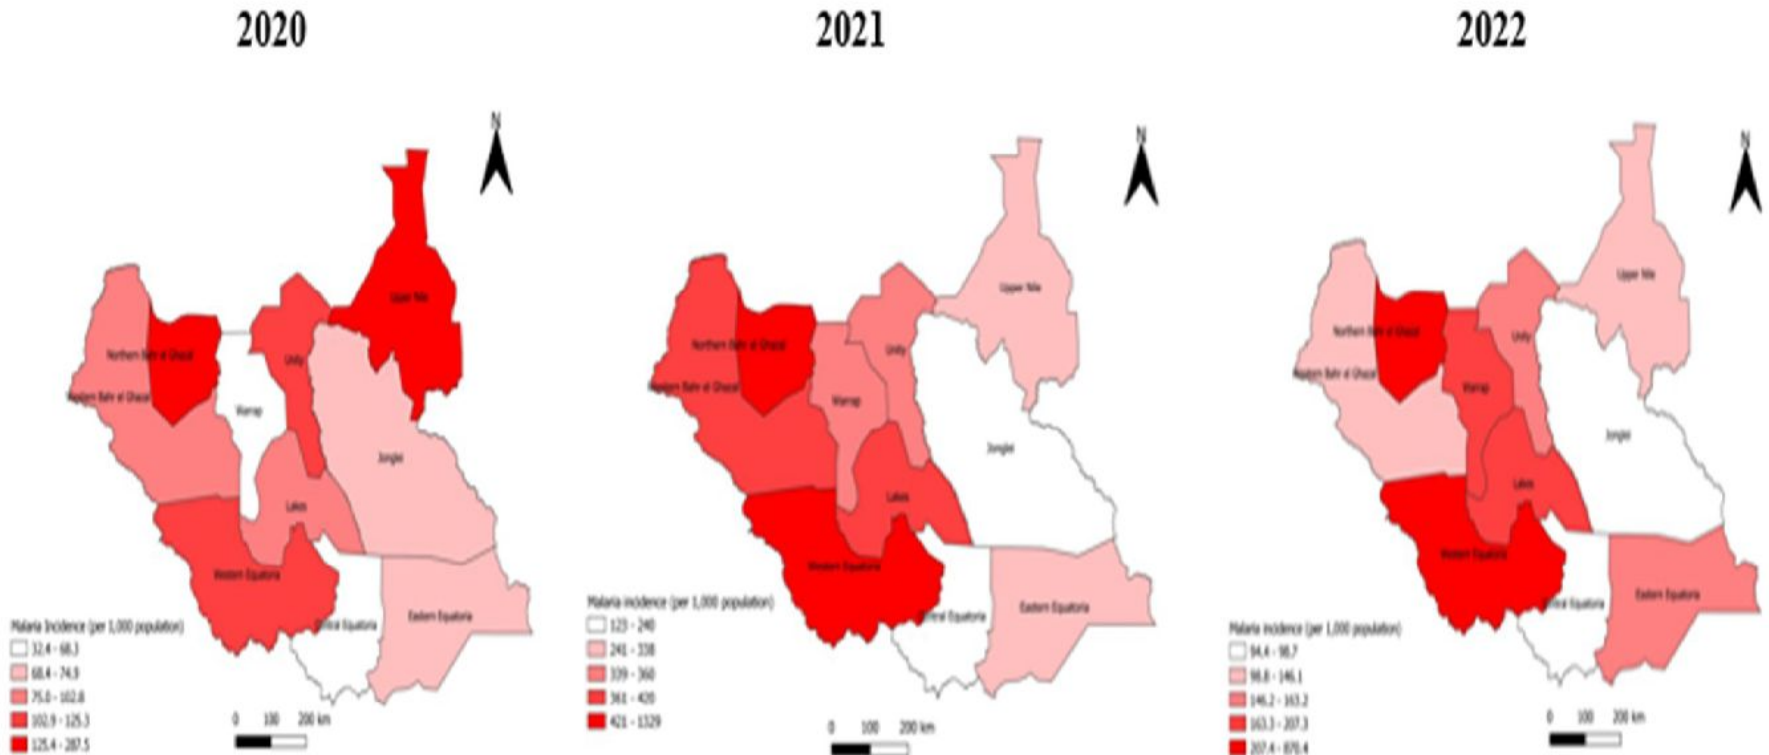 2020
2021
2022
N
N
N
Upper Nile
Northern Bahr el Ghazal
Unity
Western Bahr el Ghazal
Warrap
Jonglei
Lakes
Western Equatoria
Central Equatoria
Eastern Equatoria
Malaria Incidence (per 1,000 population)
32.4 - 68.3
68.4 - 74.9
75.0 - 102.8
102.9 - 125.3
125.4 - 287.5
0 100 200 km
Upper Nile
Northern Bahr el Ghazal
Unity
Western Bahr el Ghazal
Warrap
Jonglei
Lakes
Western Equatoria
Central Equatoria
Eastern Equatoria
Malaria incidence (per 1,000 population)
123 - 240
241 - 338
339 - 360
361 - 420
421 - 1329
0 100 200 km
Upper Nile
Northern Bahr el Ghazal
Unity
Western Bahr el Ghazal
Warrap
Jonglei
Lakes
Western Equatoria
Central Equatoria
Eastern Equatoria
Malaria incidence (per 1,000 population)
94.4 - 98.7
98.8 - 146.1
146.2 - 163.2
163.3 - 207.3
207.4 - 870.4
0 100 200 km